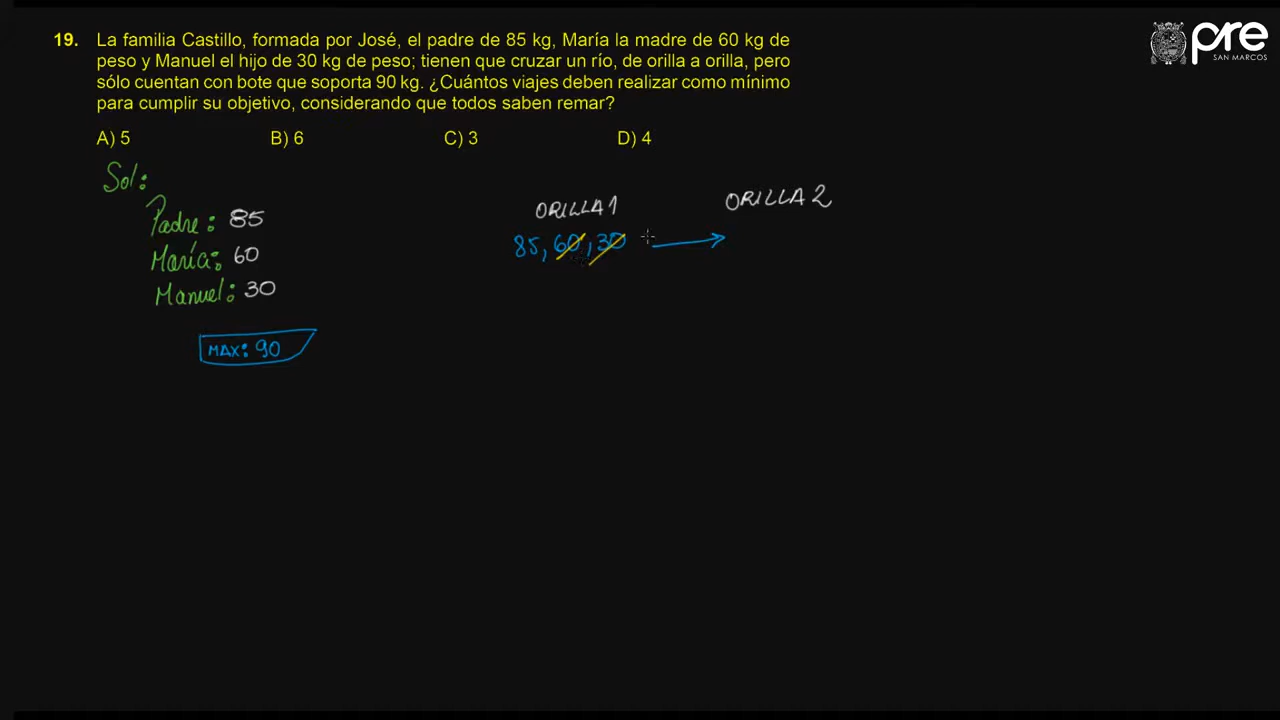 19. La familia Castillo, formada por José, el padre de 85 kg, María la madre de 60 kg de
peso y Manuel el hijo de 30 kg de peso; tienen que cruzar un río, de orilla a orilla, pero
sólo cuentan con bote que soporta 90 kg. ¿Cuántos viajes deben realizar como mínimo
para cumplir su objetivo, considerando que todos saben remar?
A) 5 B) 6 C) 3 D) 4
pre
SAN MARCOS
Sol:
Padre: 85
María: 60
Manuel: 30
MAX: 90
ORILLA 1 ORILLA 2
85, 60, 30